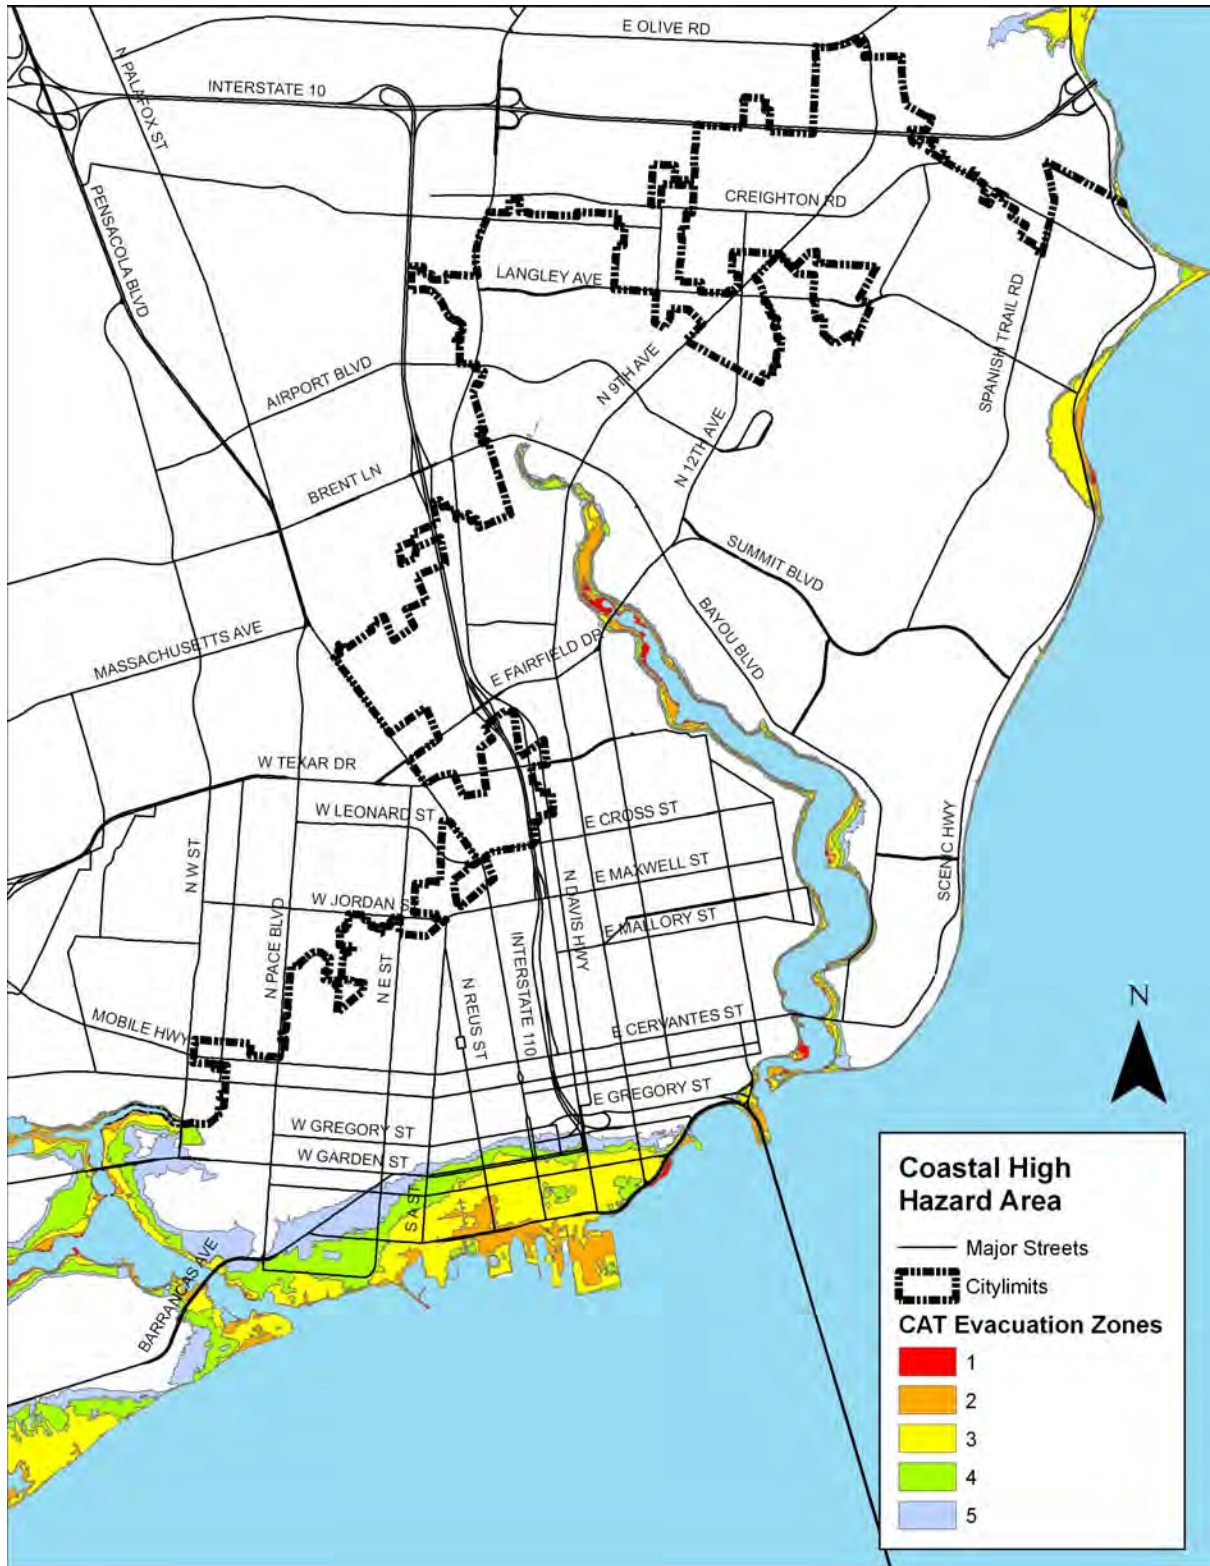 E OLIVE RD
N PALAFOX ST
INTERSTATE 10
PENSACOLA BLVD
CREIGHTON RD
LANGLEY AVE
SPANISH TRAIL RD
AIRPORT BLVD
N 9TH AVE
N 12TH AVE
BRENT LN
SUMMIT BLVD
MASSACHUSETTS AVE
BAYOU BLVD
E FAIRFIELD DR
W TEXAR DR
W LEONARD ST
E CROSS ST
SCENIC HWY
N W ST
E MAXWELL ST
N DAVIS HWY
W JORDAN S
N PACE BLVD
E MALLORY ST
N E ST
INTERSTATE 110
N REUS ST
N
MOBILE HWY
E CERVANTES ST
E GREGORY ST
W GREGORY ST
W GARDEN ST
S A ST
BARRANCAS AVE
Coastal High
Hazard Area
Major Streets
Citylimits
CAT Evacuation Zones
1
2
3
4
5